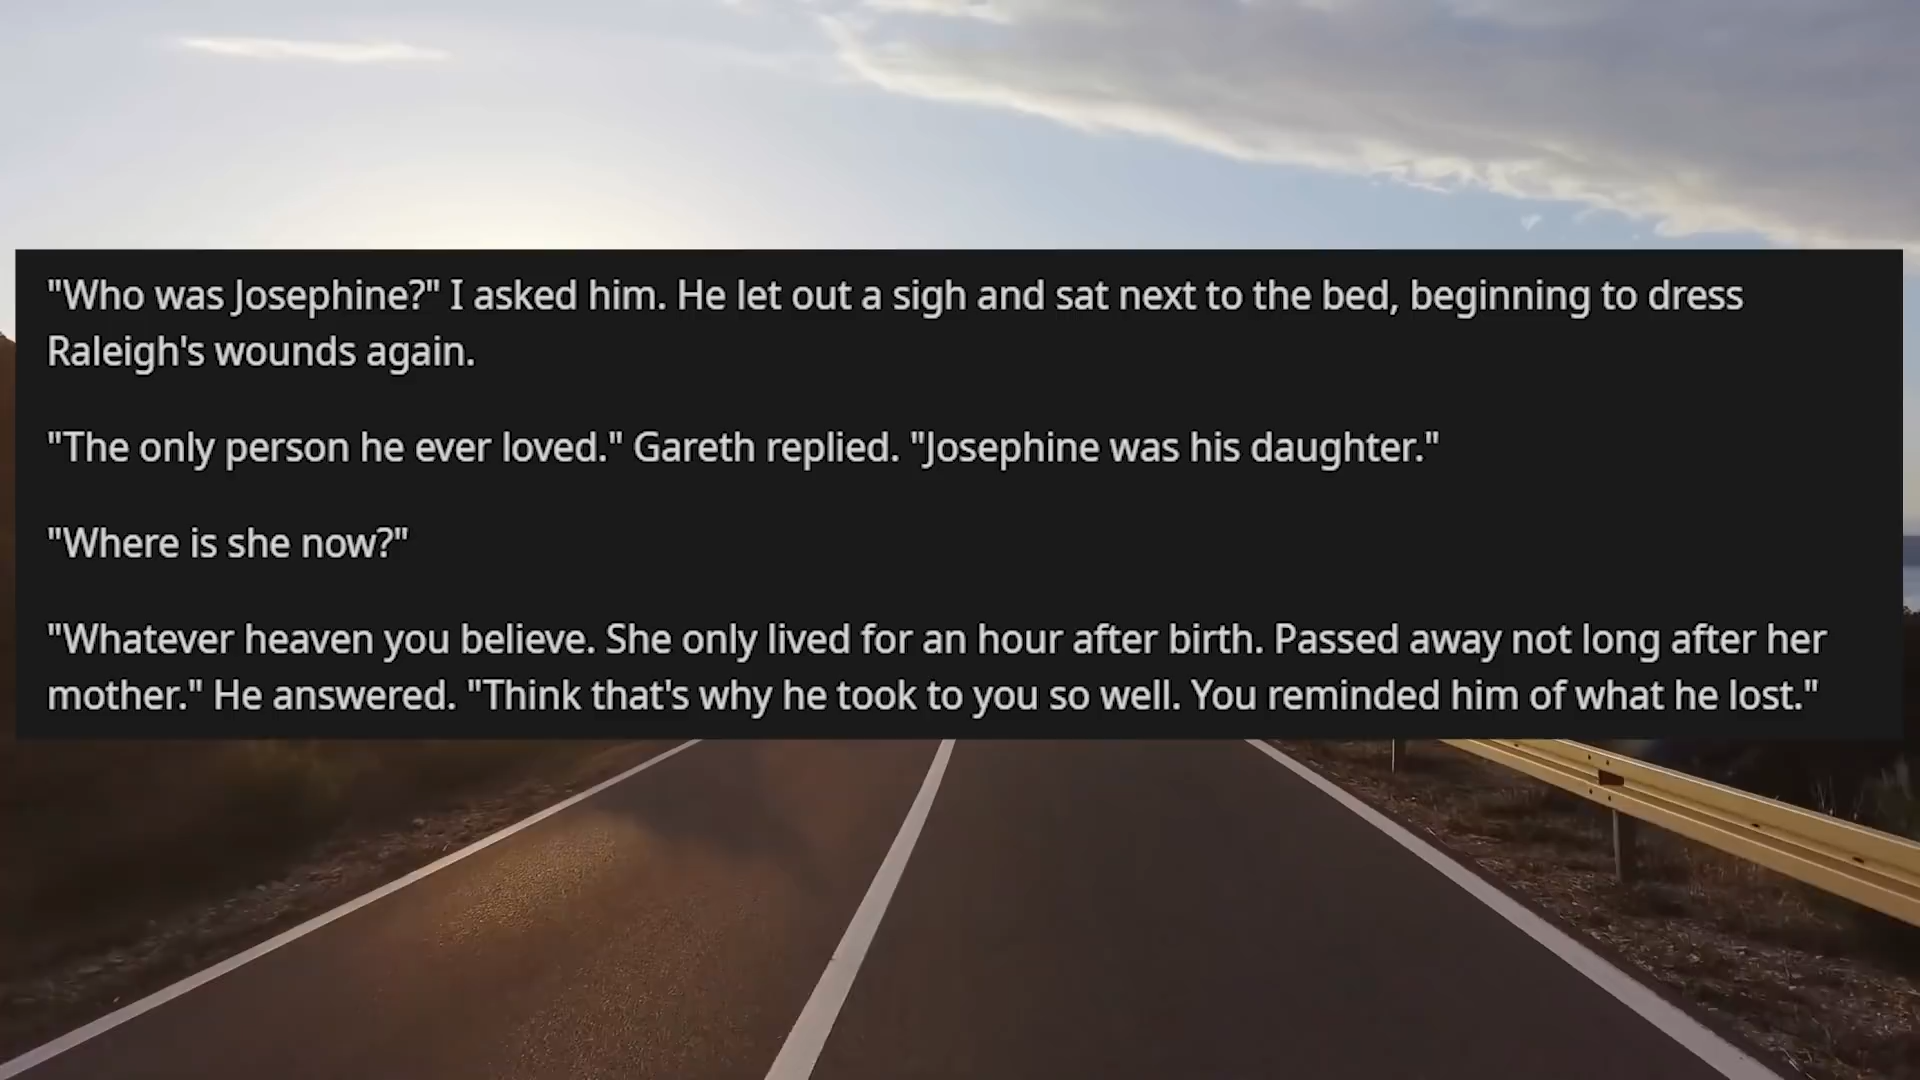 "Who was Josephine?" I asked him. He let out a sigh and sat next to the bed, beginning to dress
Raleigh's wounds again.
"The only person he ever loved." Gareth replied. "Josephine was his daughter."
"Where is she now?"
"Whatever heaven you believe. She only lived for an hour after birth. Passed away not long after her
mother." He answered. "Think that's why he took to you so well. You reminded him of what he lost."